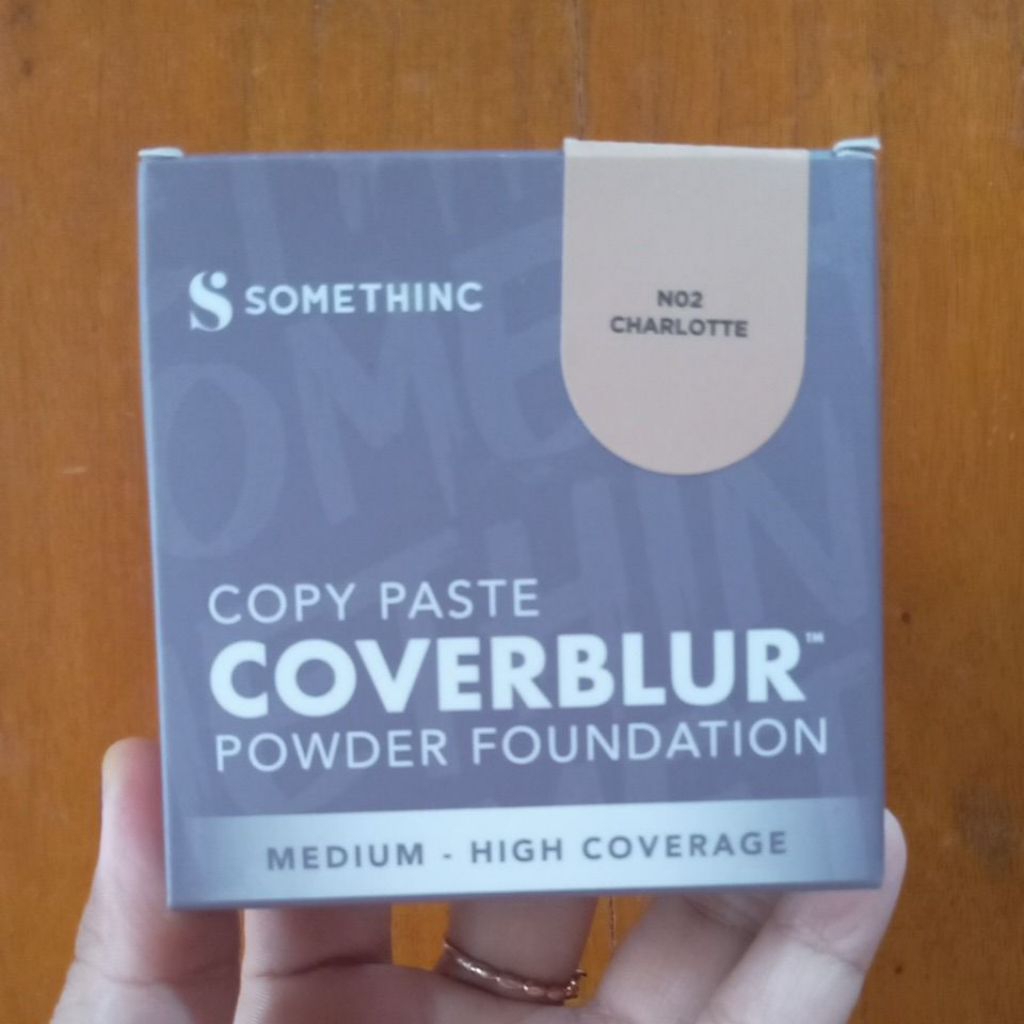 SOMETHINC
N02
CHARLOTTE
COPY PASTE
COVERBLUR™
POWDER FOUNDATION
MEDIUM - HIGH COVERAGE